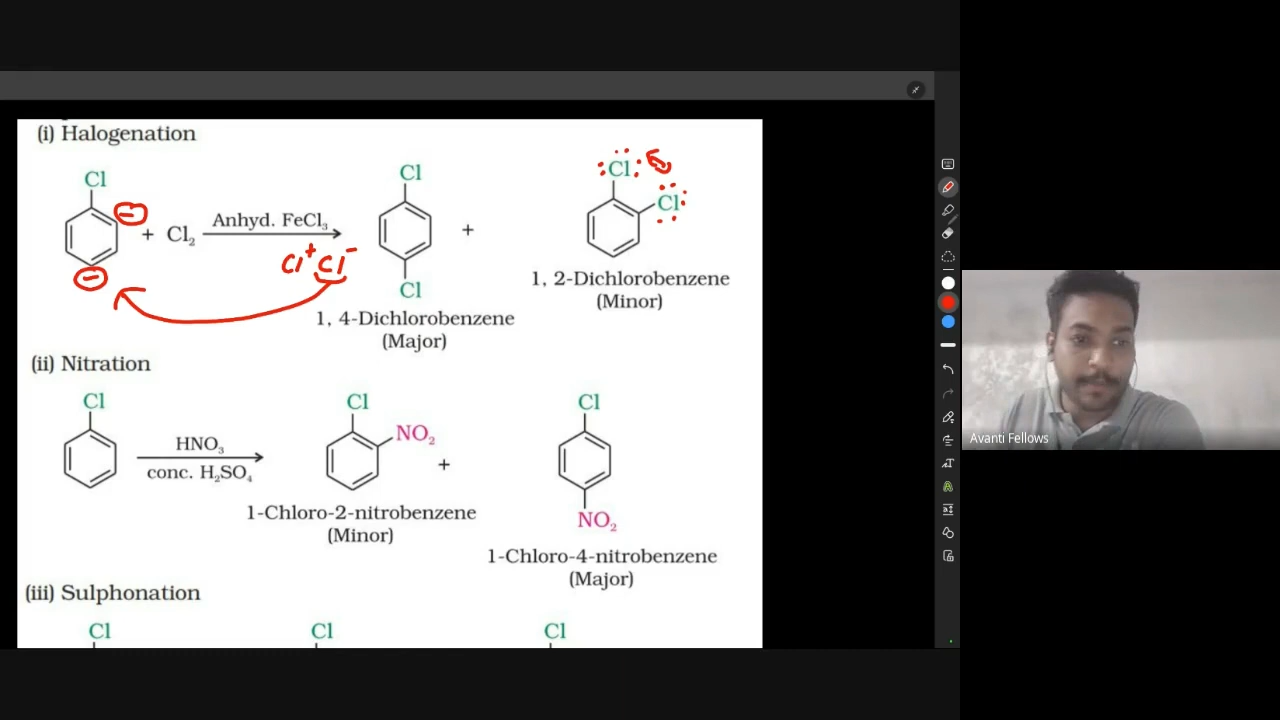 (i) Halogenation
Cl
Cl
Cl
Cl
+ Cl₂
Anhyd. FeCl₃
+
Cl⁺ Cl⁻
Cl
1, 4-Dichlorobenzene
(Major)
1, 2-Dichlorobenzene
(Minor)
(ii) Nitration
Cl
HNO₃
conc. H₂SO₄
Cl
NO₂
+
1-Chloro-2-nitrobenzene
(Minor)
Cl
NO₂
1-Chloro-4-nitrobenzene
(Major)
(iii) Sulphonation
Cl
Cl
Cl
Avanti Fellows